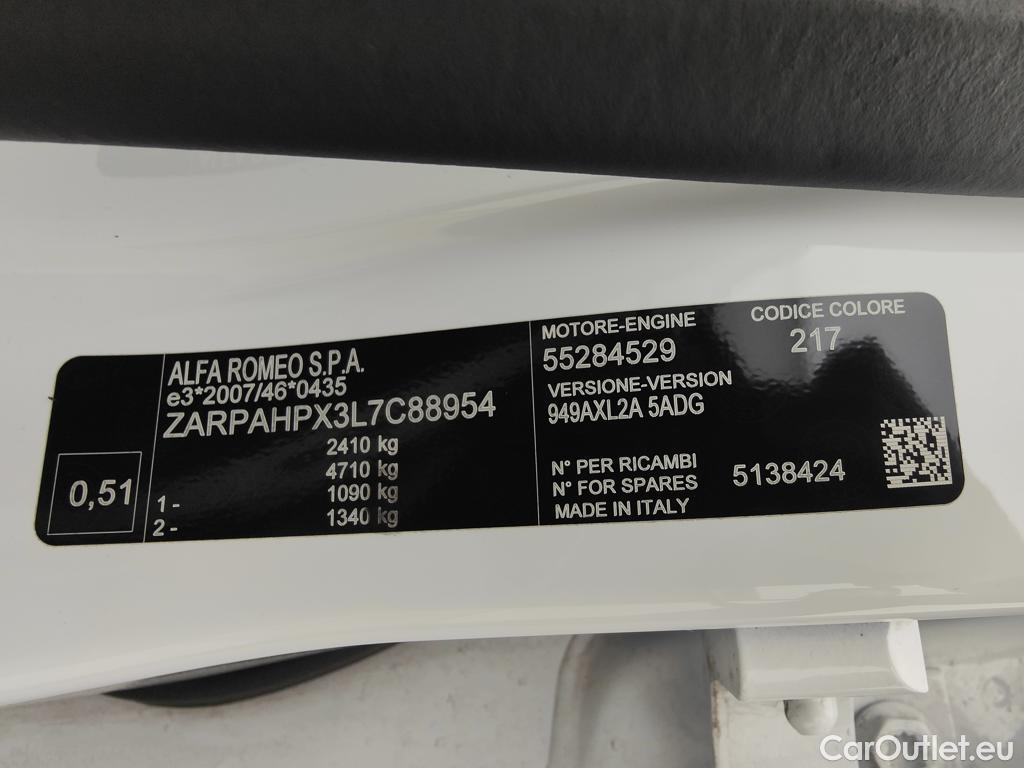 ALFA ROMEO S.P.A.
e3*2007/46*0435
ZARPAHPX3L7C88954
2410 kg
4710 kg
1- 1090 kg
2- 1340 kg
0,51
MOTORE-ENGINE
55284529
CODICE COLORE
217
VERSIONE-VERSION
949AXL2A 5ADG
N° PER RICAMBI
N° FOR SPARES 5138424
MADE IN ITALY
CarOutlet.eu